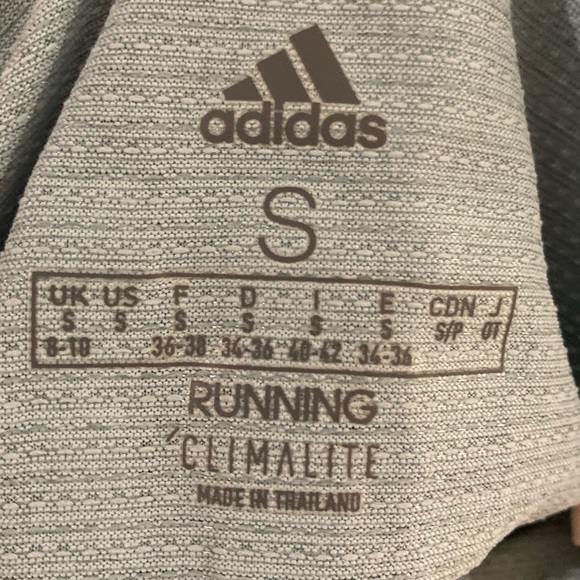 adidas
S
UK US F D I E CDN J
S S S S S S S/P OT
8-10 36-38 34-36 40-42 34-36
RUNNING
CLIMALITE
MADE IN THAILAND